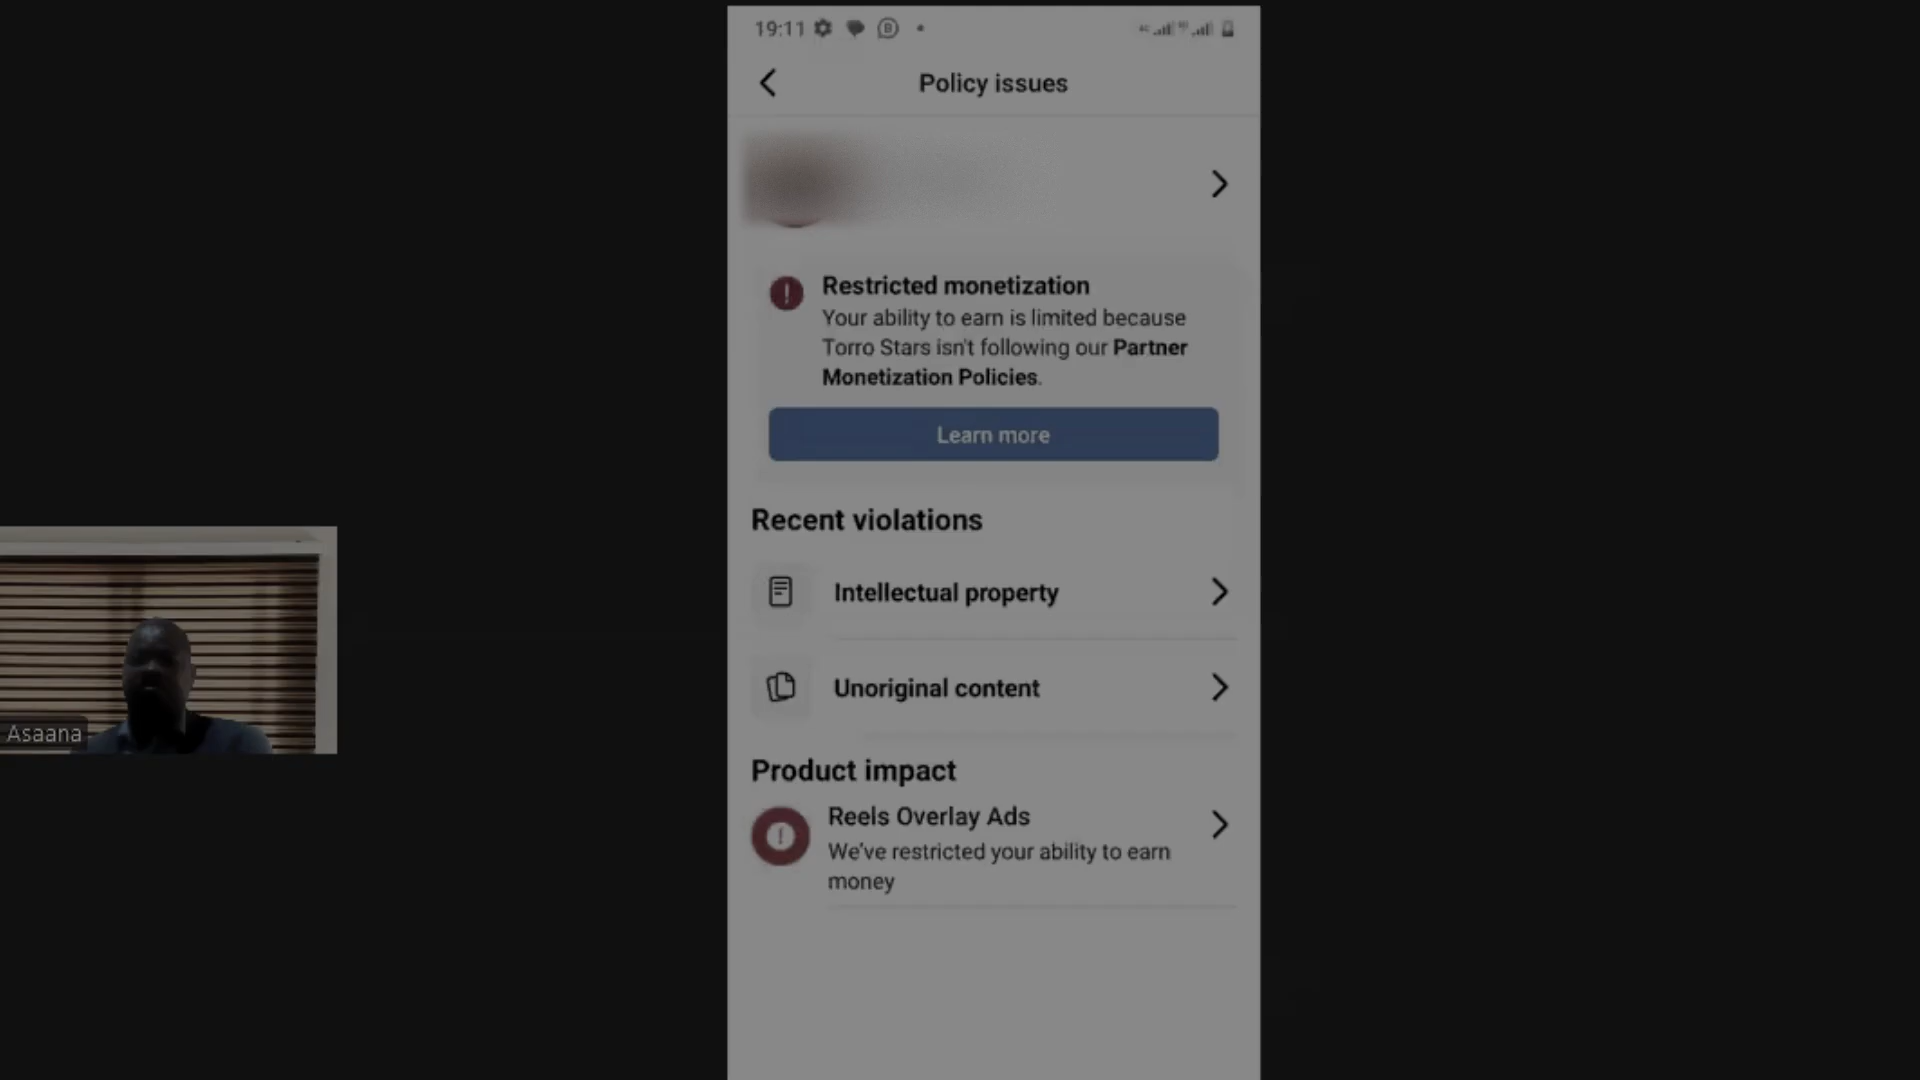 19:11
Policy issues
Restricted monetization
Your ability to earn is limited because
Torro Stars isn't following our Partner
Monetization Policies.
Learn more
Recent violations
Intellectual property
Unoriginal content
Asaana
Product impact
Reels Overlay Ads
We've restricted your ability to earn
money